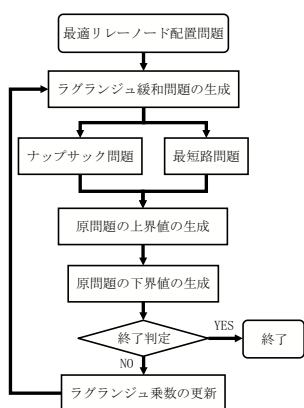 最適リレーノード配置問題
ラグランジュ緩和問題の生成
ナップサック問題
最短路問題
原問題の上界値の生成
原問題の下界値の生成
終了判定
YES
終了
NO
ラグランジュ乗数の更新